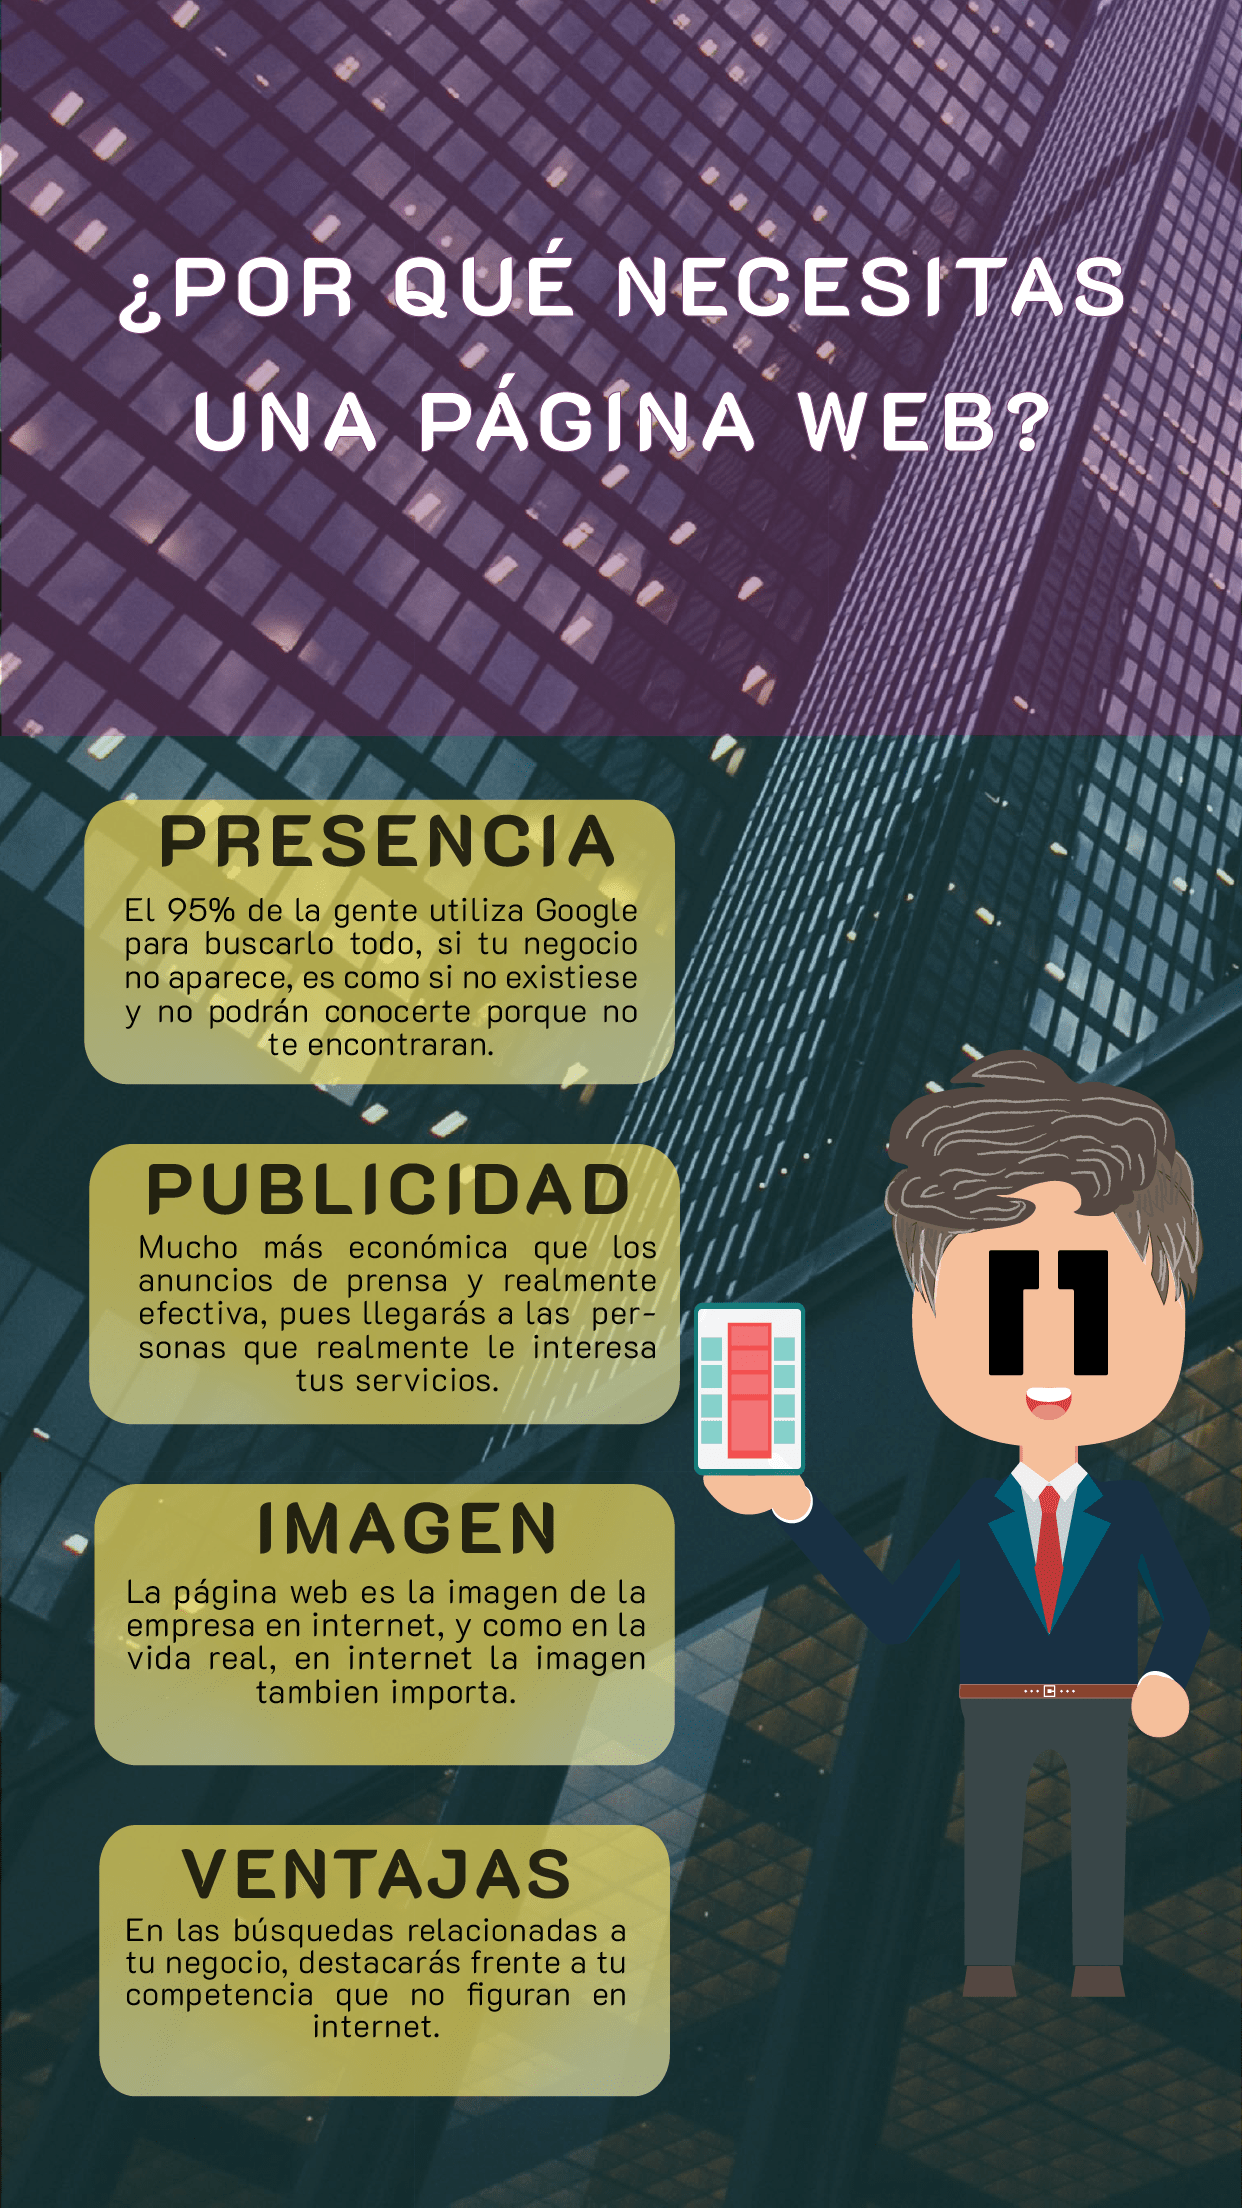 ¿POR QUÉ NECESITAS
UNA PÁGINA WEB?
PRESENCIA
El 95% de la gente utiliza Google
para buscarlo todo, si tu negocio
no aparece, es como si no existiese
y no podrán conocerte porque no
te encontraran.
PUBLICIDAD
Mucho más económica que los
anuncios de prensa y realmente
efectiva, pues llegarás a las per-
sonas que realmente le interesa
tus servicios.
IMAGEN
La página web es la imagen de la
empresa en internet, y como en la
vida real, en internet la imagen
tambien importa.
VENTAJAS
En las búsquedas relacionadas a
tu negocio, destacarás frente a tu
competencia que no figuran en
internet.